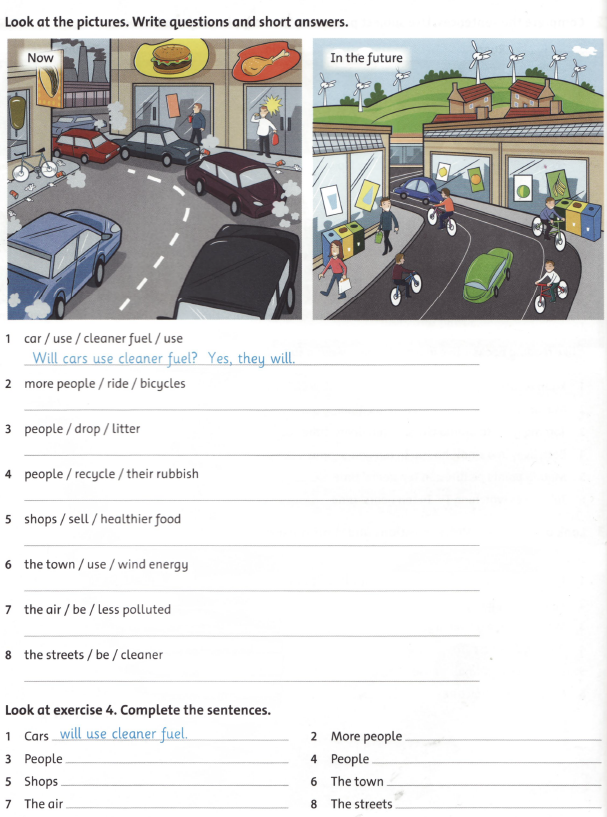 Look at the pictures. Write questions and short answers.
Now
In the future
1 car / use / cleaner fuel / use
Will cars use cleaner fuel? Yes, they will.
2 more people / ride / bicycles
3 people / drop / litter
4 people / recycle / their rubbish
5 shops / sell / healthier food
6 the town / use / wind energy
7 the air / be / less polluted
8 the streets / be / cleaner
Look at exercise 4. Complete the sentences.
1 Cars will use cleaner fuel.
2 More people
3 People
4 People
5 Shops
6 The town
7 The air
8 The streets